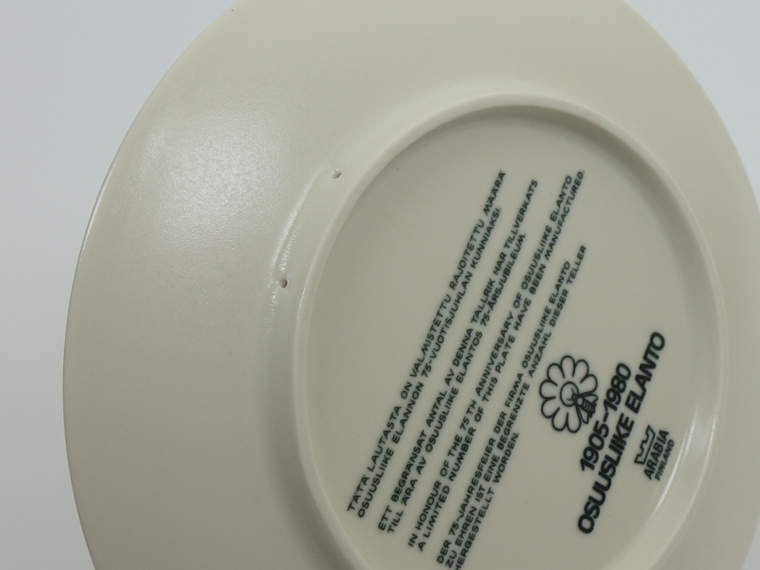 TÄTÄ LAUTASTA ON VALMISTETTU RAJOITETTU MÄÄRÄ
OSUUSLIIKE ELANNON 75-VUOTISJUHLAN KUNNIAKSI.
ETT BEGRÄNSAT ANTAL AV DENNA TALLRIK HAR TILLVERKATS
TILL ÄRA AV OSUUSLIIKE ELANTOS 75-ÅRSJUBILEUM.
IN HONOUR OF THE 75TH ANNIVERSARY OF OSUUSLIIKE ELANTO
A LIMITED NUMBER OF THIS PLATE HAVE BEEN MANUFACTURED.
DER 75-JAHRESFEIER DER FIRMA OSUUSLIIKE ELANTO
ZU EHREN IST EINE BEGRENZTE ANZAHL DIESER TELLER
HERGESTELLT WORDEN.
1905-1980
OSUUSLIIKE ELANTO
ARABIA
FINLAND